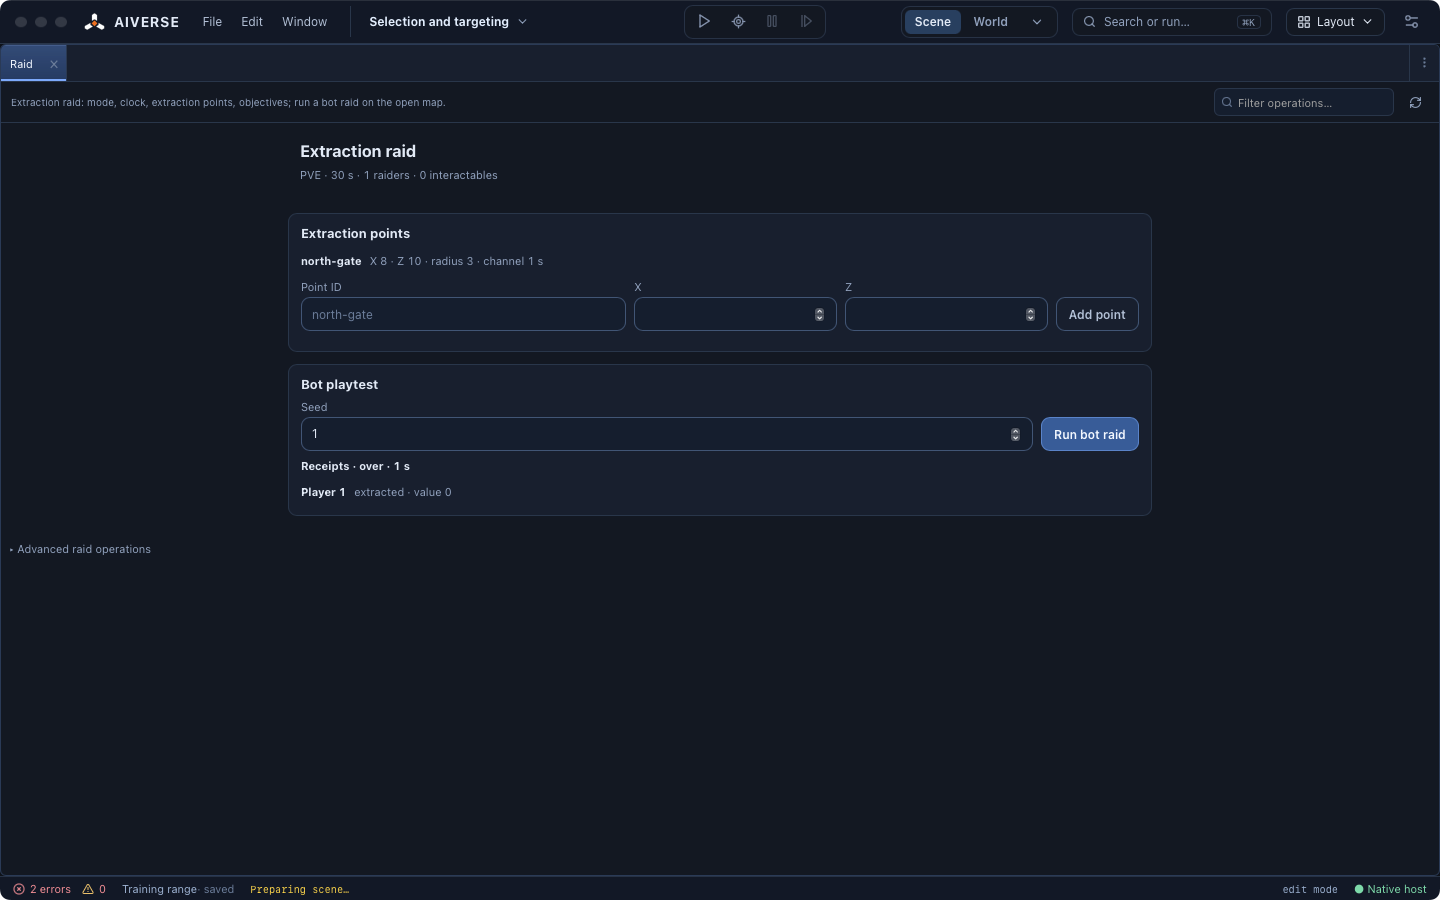 AIVERSE File Edit Window Selection and targeting Scene World Search or run... ⌘K Layout
Raid
Extraction raid: mode, clock, extraction points, objectives; run a bot raid on the open map. Filter operations...
Extraction raid
PVE · 30 s · 1 raiders · 0 interactables
Extraction points
north-gate X 8 · Z 10 · radius 3 · channel 1 s
Point ID X Z
north-gate Add point
Bot playtest
Seed
1 Run bot raid
Receipts · over · 1 s
Player 1 extracted · value 0
Advanced raid operations
2 errors 0 Training range · saved Preparing scene… edit mode Native host